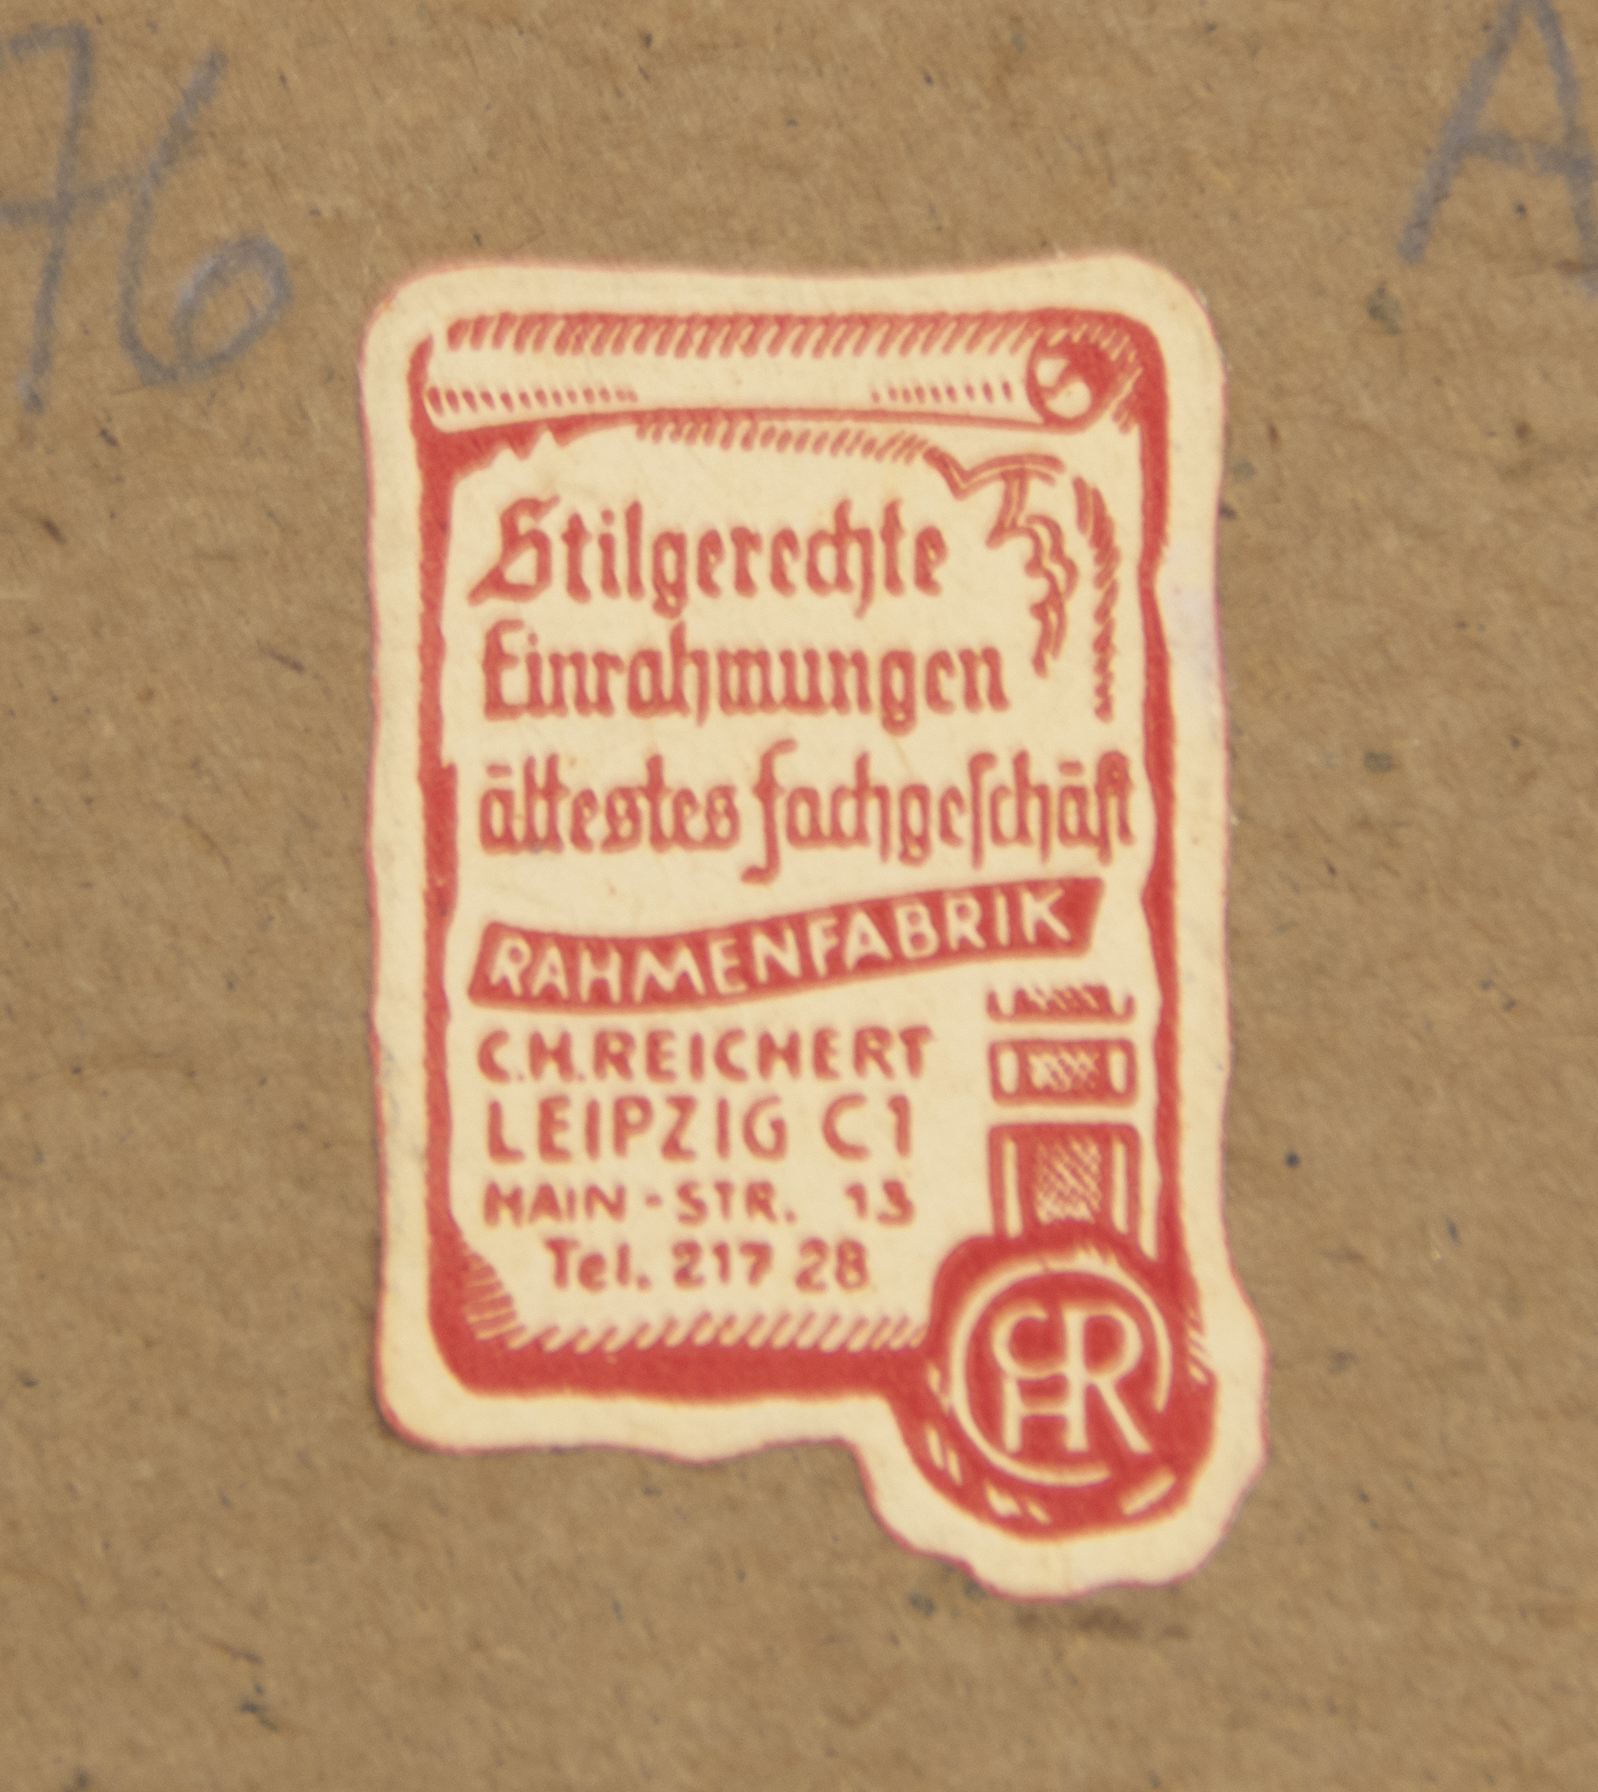 76
A
Stilgerechte
Einrahmungen
ältestes Fachgeſchäft
RAHMENFABRIK
C.H.REICHERT
LEIPZIG C1
MAIN-STR. 13
Tel. 217 28
CHR